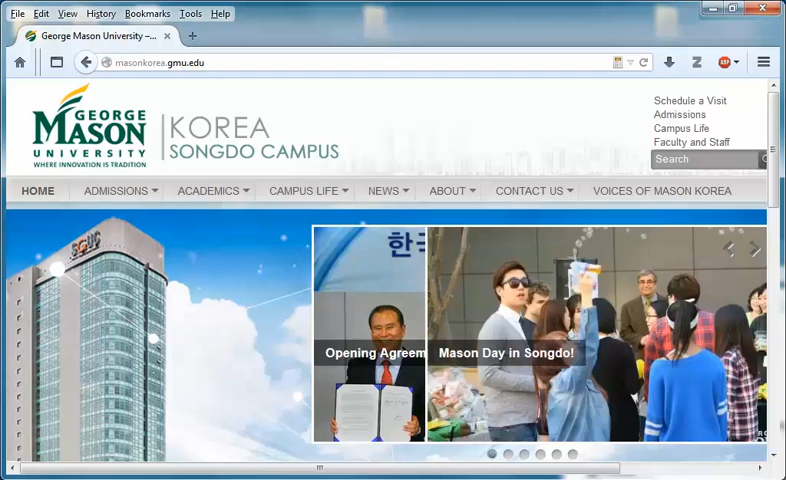 File Edit View History Bookmarks Tools Help
George Mason University –...
masonkorea.gmu.edu
ABP
GEORGE
MASON
UNIVERSITY
WHERE INNOVATION IS TRADITION
KOREA
SONGDO CAMPUS
Schedule a Visit
Admissions
Campus Life
Faculty and Staff
Search
HOME ADMISSIONS ACADEMICS CAMPUS LIFE NEWS ABOUT CONTACT US VOICES OF MASON KOREA
한국
Opening Agreem
Mason Day in Songdo!